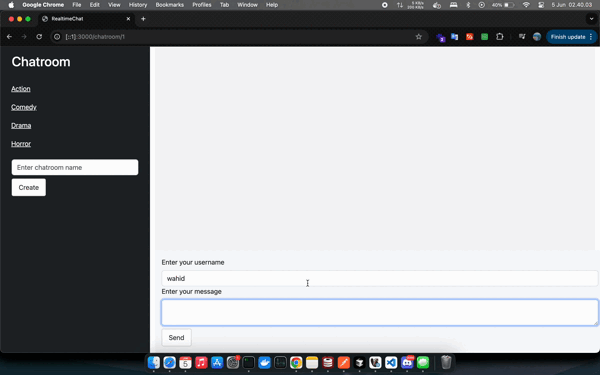 Google Chrome File Edit View History Bookmarks Profiles Tab Window Help 40% 5 Jun 02.40.03
RealtimeChat
[::1]:3000/chatroom/1 Finish update
Chatroom
Action
Comedy
Drama
Horror
Enter chatroom name
Create
Enter your username
wahid
Enter your message
Send